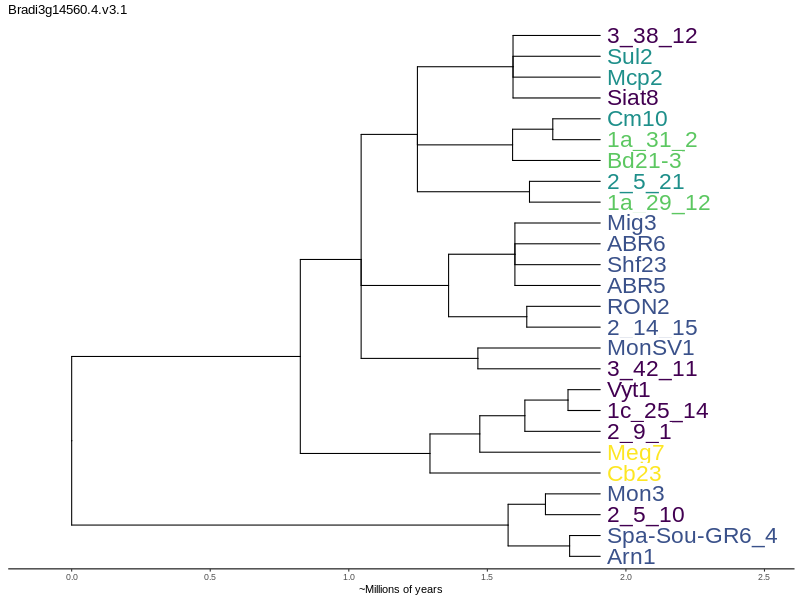 Bradi3g14560.4.v3.1
3_38_12
Sul2
Mcp2
Siat8
Cm10
1a_31_2
Bd21-3
2_5_21
1a_29_12
Mig3
ABR6
Shf23
ABR5
RON2
2_14_15
MonSV1
3_42_11
Vyt1
1c_25_14
2_9_1
Meg7
Cb23
Mon3
2_5_10
Spa-Sou-GR6_4
Arn1
0.0 0.5 1.0 1.5 2.0 2.5
~Millions of years